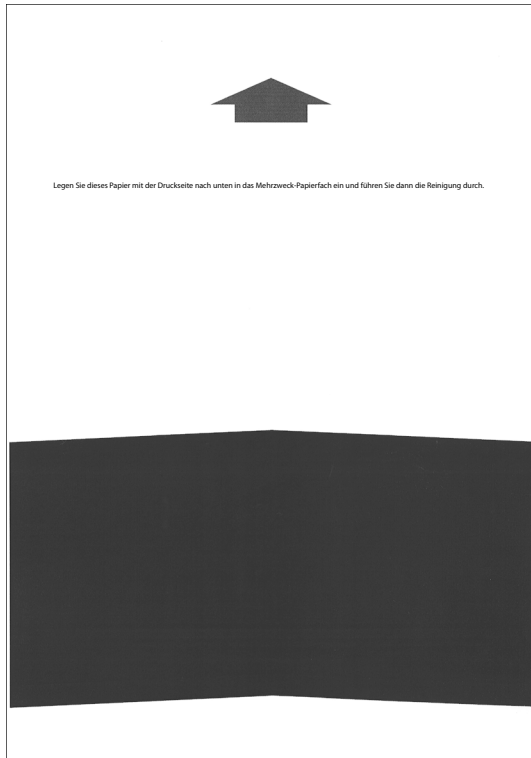 Legen Sie dieses Papier mit der Druckseite nach unten in das Mehrzweck-Papierfach ein und führen Sie dann die Reinigung durch.